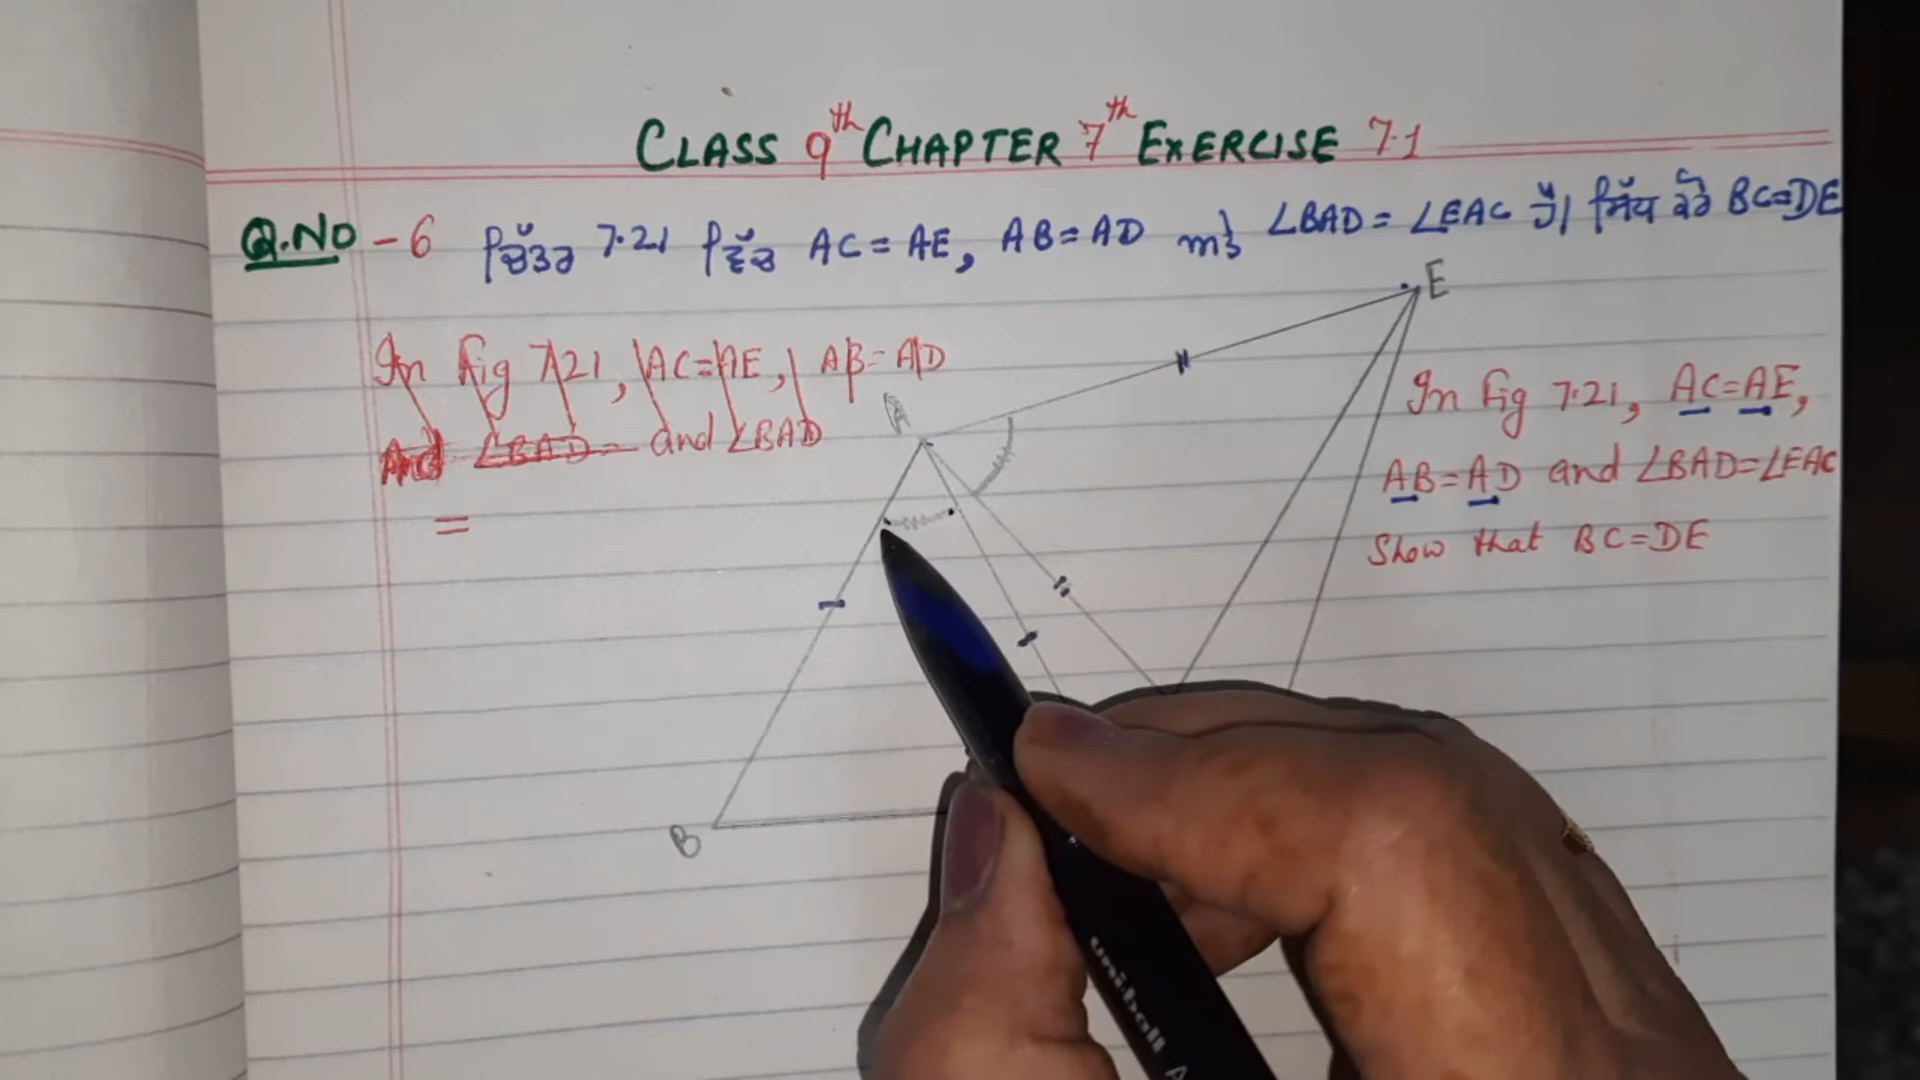 CLASS 9th CHAPTER 7th EXERCISE 7.1
Q.NO - 6 ਚਿੱਤਰ 7.21 ਵਿੱਚ AC = AE, AB = AD ਅਤੇ ∠BAD = ∠EAC ਹੈ। ਸਿੱਧ ਕਰੋ BC=DE
E
In fig 7.21, AC=AE, AB=AD
And ∠BAD= and ∠BAD
=
A
In fig 7.21, AC=AE,
AB=AD and ∠BAD=∠EAC
Show that BC=DE
B
uniball A